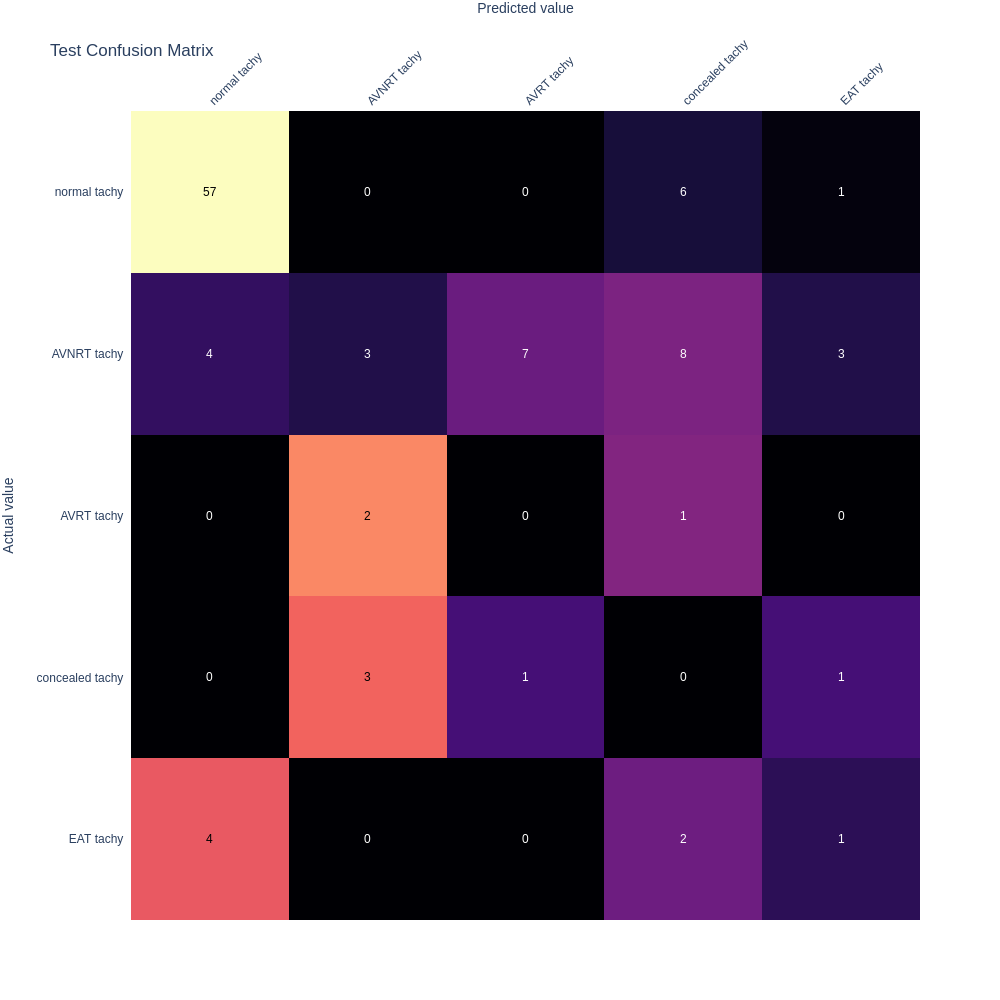 Predicted value
Test Confusion Matrix
normal tachy
AVNRT tachy
AVRT tachy
concealed tachy
EAT tachy
normal tachy 57 0 0 6 1
AVNRT tachy 4 3 7 8 3
Actual value
AVRT tachy 0 2 0 1 0
concealed tachy 0 3 1 0 1
EAT tachy 4 0 0 2 1